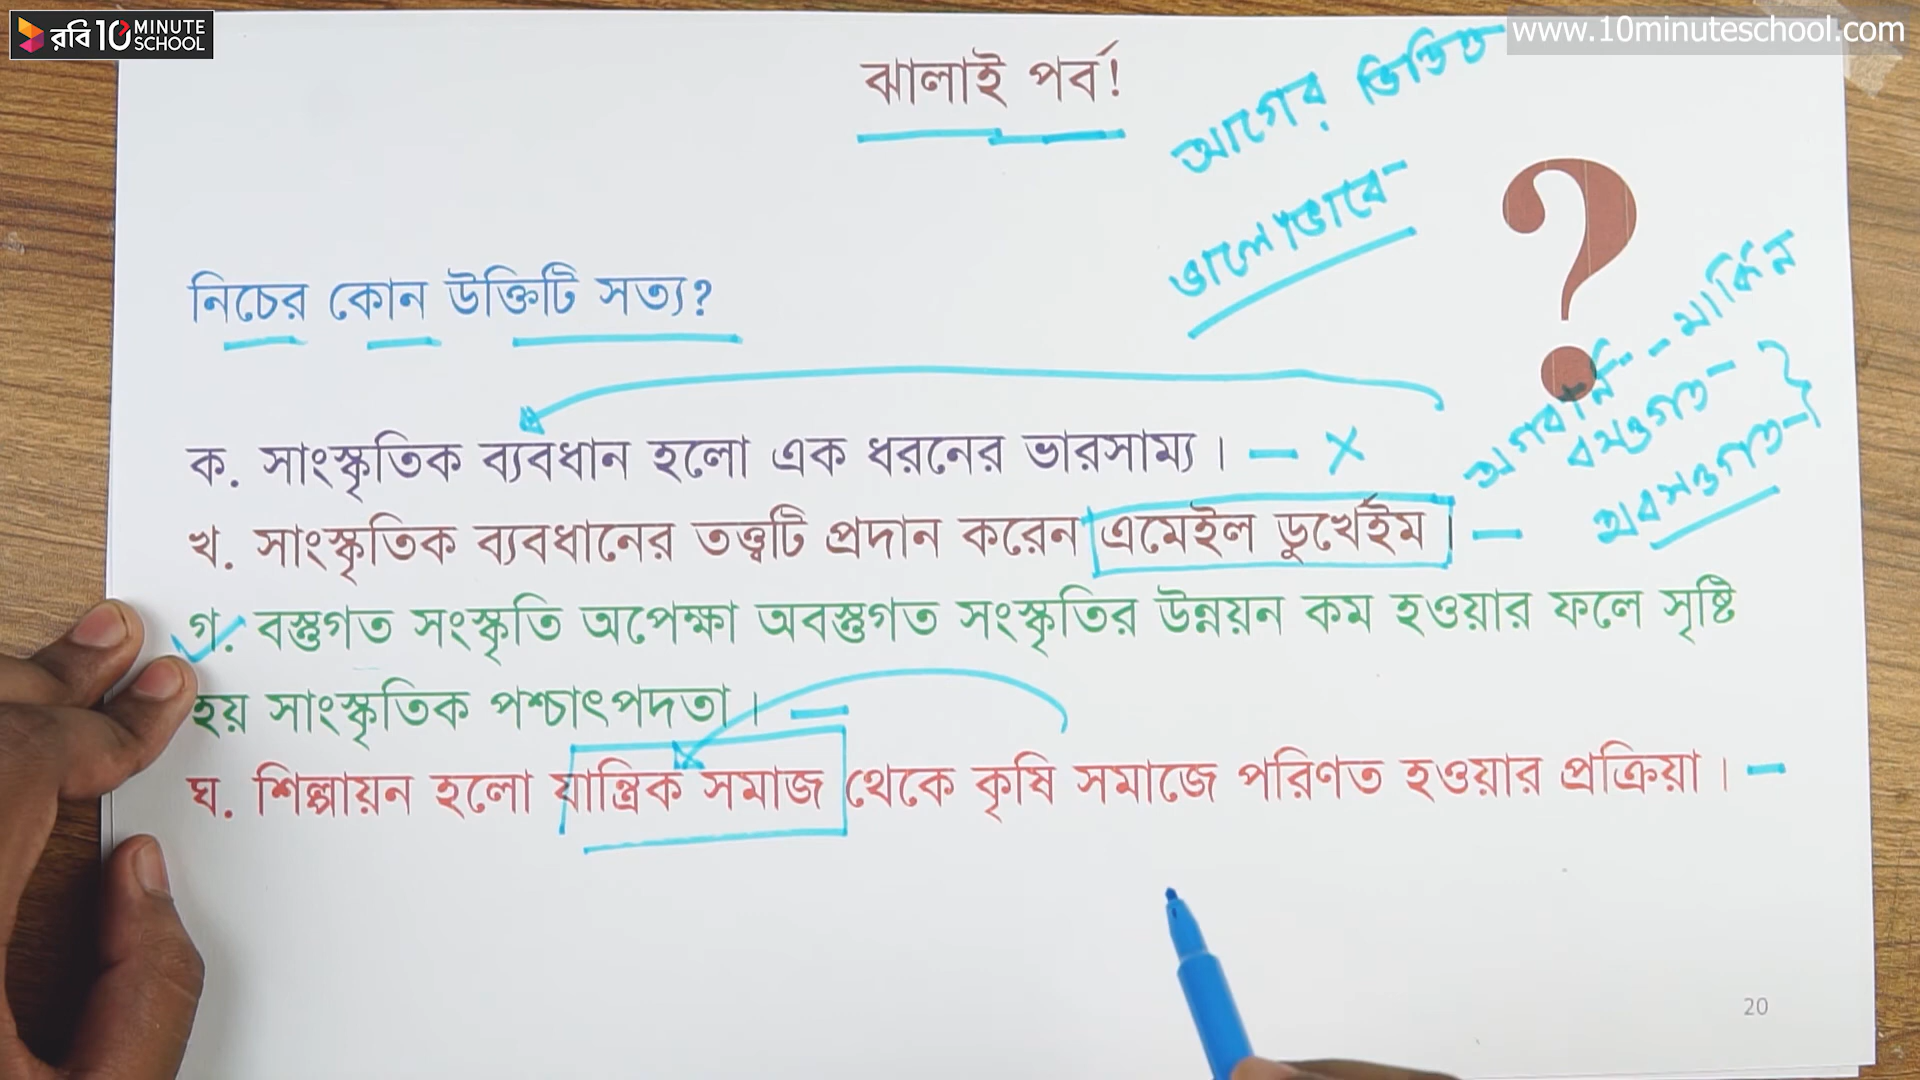 রবি 10 MINUTE SCHOOL
www.10minuteschool.com
ঝালাই পর্ব!
আগের ভিডিও
ভালোভাবে
নিচের কোন উক্তিটি সত্য?
অগবার্ন - মার্কিন
বস্তুগত
অবস্তুগত
ক. সাংস্কৃতিক ব্যবধান হলো এক ধরনের ভারসাম্য। - ×
খ. সাংস্কৃতিক ব্যবধানের তত্ত্বটি প্রদান করেন এমেইল ডুর্খেইম।
গ. বস্তুগত সংস্কৃতি অপেক্ষা অবস্তুগত সংস্কৃতির উন্নয়ন কম হওয়ার ফলে সৃষ্টি
হয় সাংস্কৃতিক পশ্চাৎপদতা।
ঘ. শিল্পায়ন হলো যান্ত্রিক সমাজ থেকে কৃষি সমাজে পরিণত হওয়ার প্রক্রিয়া।
20